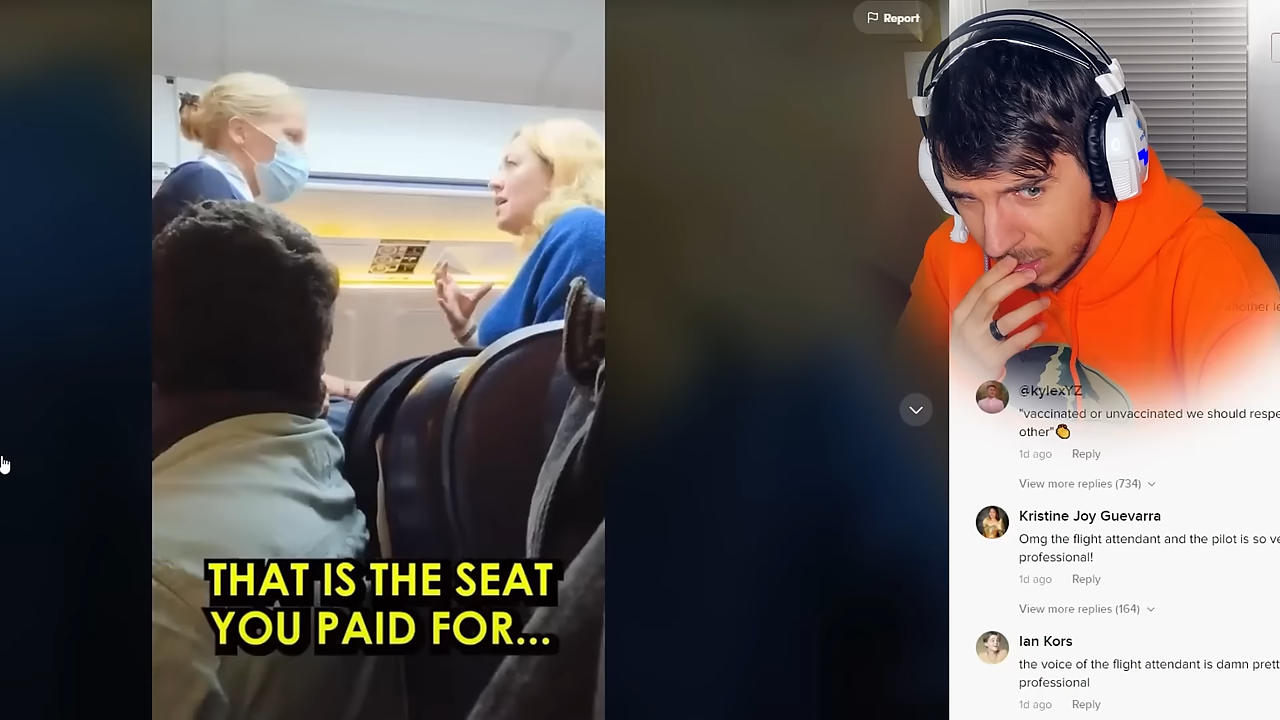 Report
THAT IS THE SEAT
YOU PAID FOR...
another le
@kylexYZ
"vaccinated or unvaccinated we should respe
other"👏
1d ago Reply
View more replies (734)
Kristine Joy Guevarra
Omg the flight attendant and the pilot is so ve
professional!
1d ago Reply
View more replies (164)
Ian Kors
the voice of the flight attendant is damn prett
professional
1d ago Reply